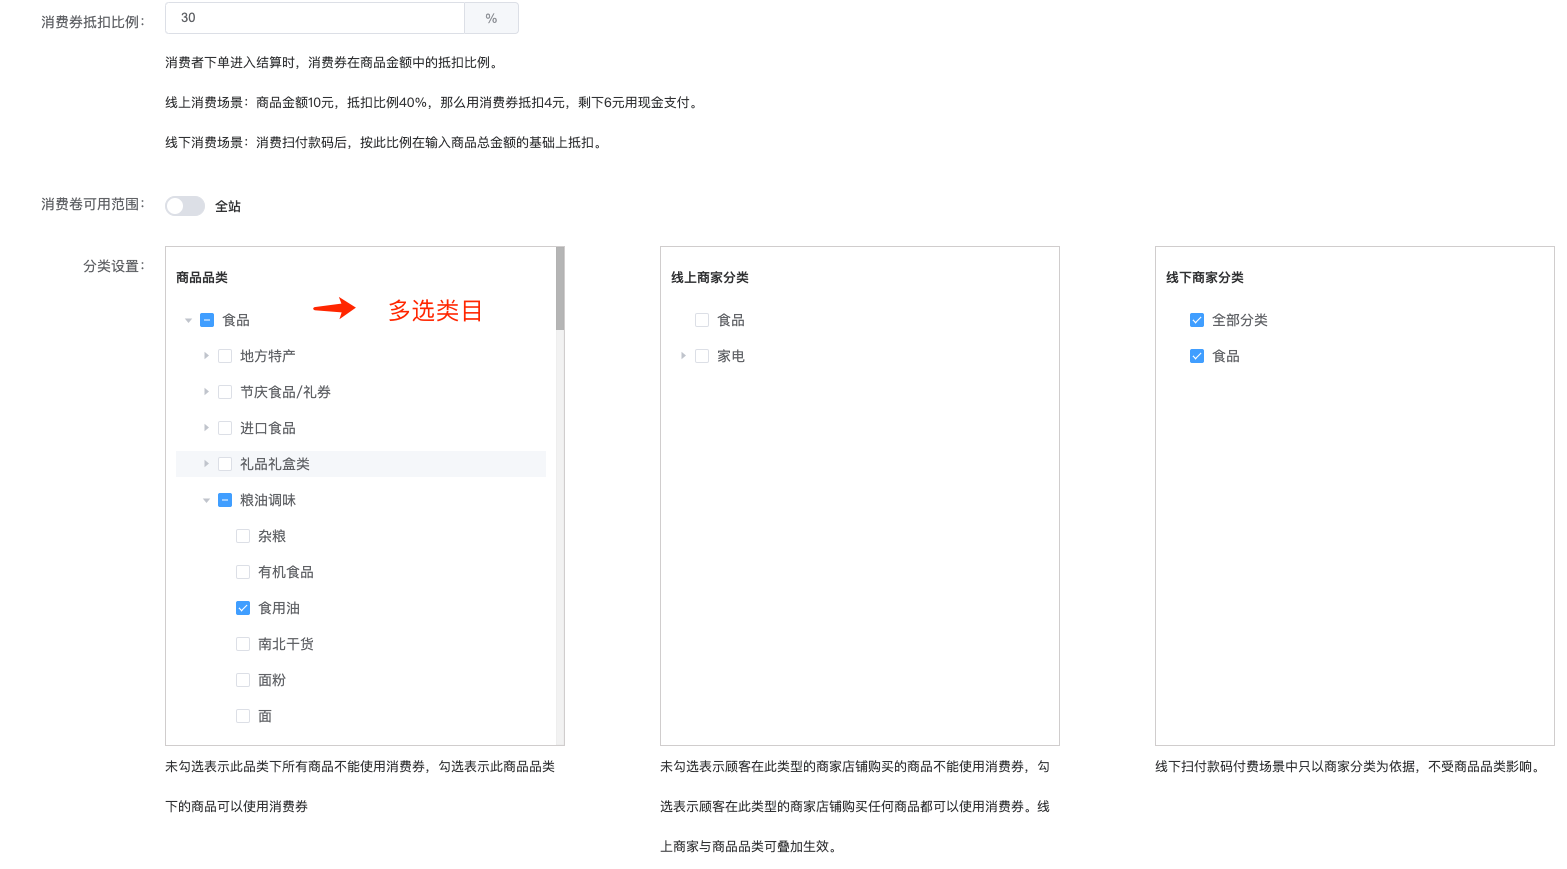 消费券抵扣比例：
30
%
消费者下单进入结算时，消费券在商品金额中的抵扣比例。
线上消费场景：商品金额10元，抵扣比例40%，那么用消费券抵扣4元，剩下6元用现金支付。
线下消费场景：消费扫付款码后，按此比例在输入商品总金额的基础上抵扣。
消费卷可用范围：
全站
分类设置：
商品品类
多选类目
食品
地方特产
节庆食品/礼券
进口食品
礼品礼盒类
粮油调味
杂粮
有机食品
食用油
南北干货
面粉
面
未勾选表示此品类下所有商品不能使用消费券，勾选表示此商品品类
下的商品可以使用消费券
线上商家分类
食品
家电
未勾选表示顾客在此类型的商家店铺购买的商品不能使用消费券，勾
选表示顾客在此类型的商家店铺购买任何商品都可以使用消费券。线
上商家与商品品类可叠加生效。
线下商家分类
全部分类
食品
线下扫付款码付费场景中只以商家分类为依据，不受商品品类影响。